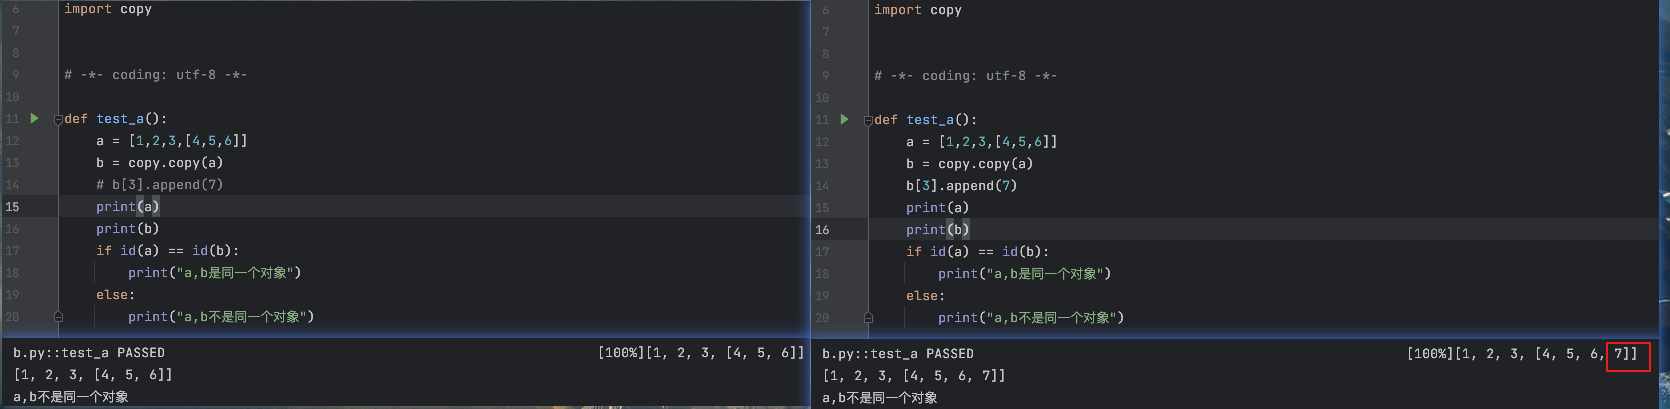 6 import copy
7
8
9 # -*- coding: utf-8 -*-
10
11 def test_a():
12 a = [1,2,3,[4,5,6]]
13 b = copy.copy(a)
14 # b[3].append(7)
15 print(a)
16 print(b)
17 if id(a) == id(b):
18 print("a,b是同一个对象")
19 else:
20 print("a,b不是同一个对象")
b.py::test_a PASSED [100%][1, 2, 3, [4, 5, 6]]
[1, 2, 3, [4, 5, 6]]
a,b不是同一个对象
6 import copy
7
8
9 # -*- coding: utf-8 -*-
10
11 def test_a():
12 a = [1,2,3,[4,5,6]]
13 b = copy.copy(a)
14 b[3].append(7)
15 print(a)
16 print(b)
17 if id(a) == id(b):
18 print("a,b是同一个对象")
19 else:
20 print("a,b不是同一个对象")
b.py::test_a PASSED [100%][1, 2, 3, [4, 5, 6, 7]]
[1, 2, 3, [4, 5, 6, 7]]
a,b不是同一个对象